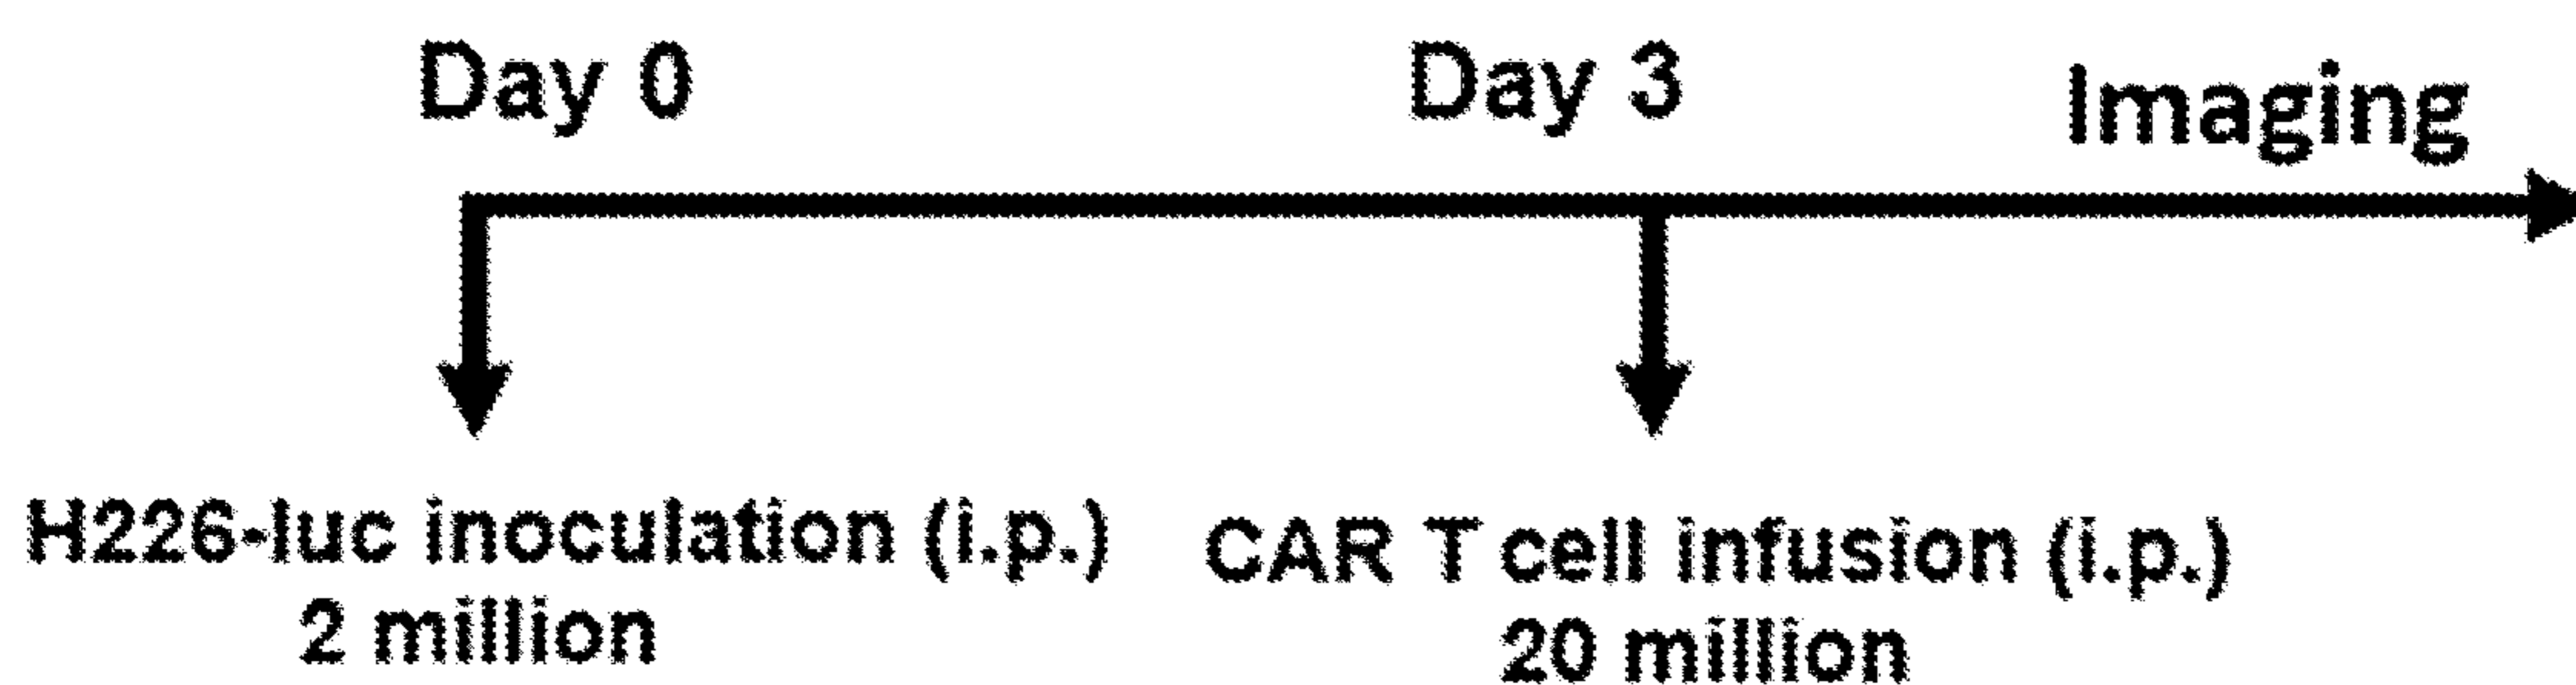 Day 0
Day 3
Imaging
H226-luc inoculation (i.p.)
2 million
CAR T cell infusion (i.p.)
20 million